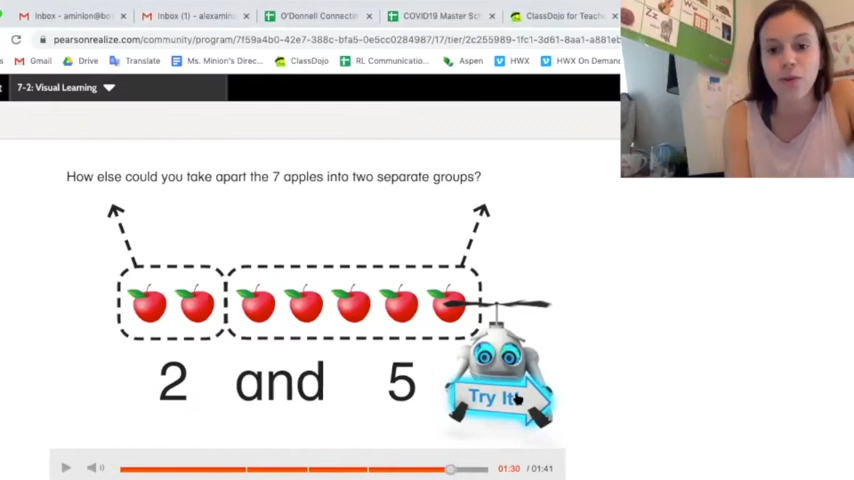 Inbox - aminion@bo
Inbox (1) - alexamin
O'Donnell Connectin
COVID19 Master Sc
ClassDojo for Teache
pearsonrealize.com/community/program/7f59a4b0-42e7-388c-bfa5-0e5cc0284987/17/tier/2c255989-1fc1-3d61-8aa1-a881eb
Gmail Drive Translate Ms. Minion's Direc... ClassDojo RL Communicatio... Aspen HWX HWX On Demand
7-2: Visual Learning
How else could you take apart the 7 apples into two separate groups?
2 and 5
Try It!
01:30 / 01:41